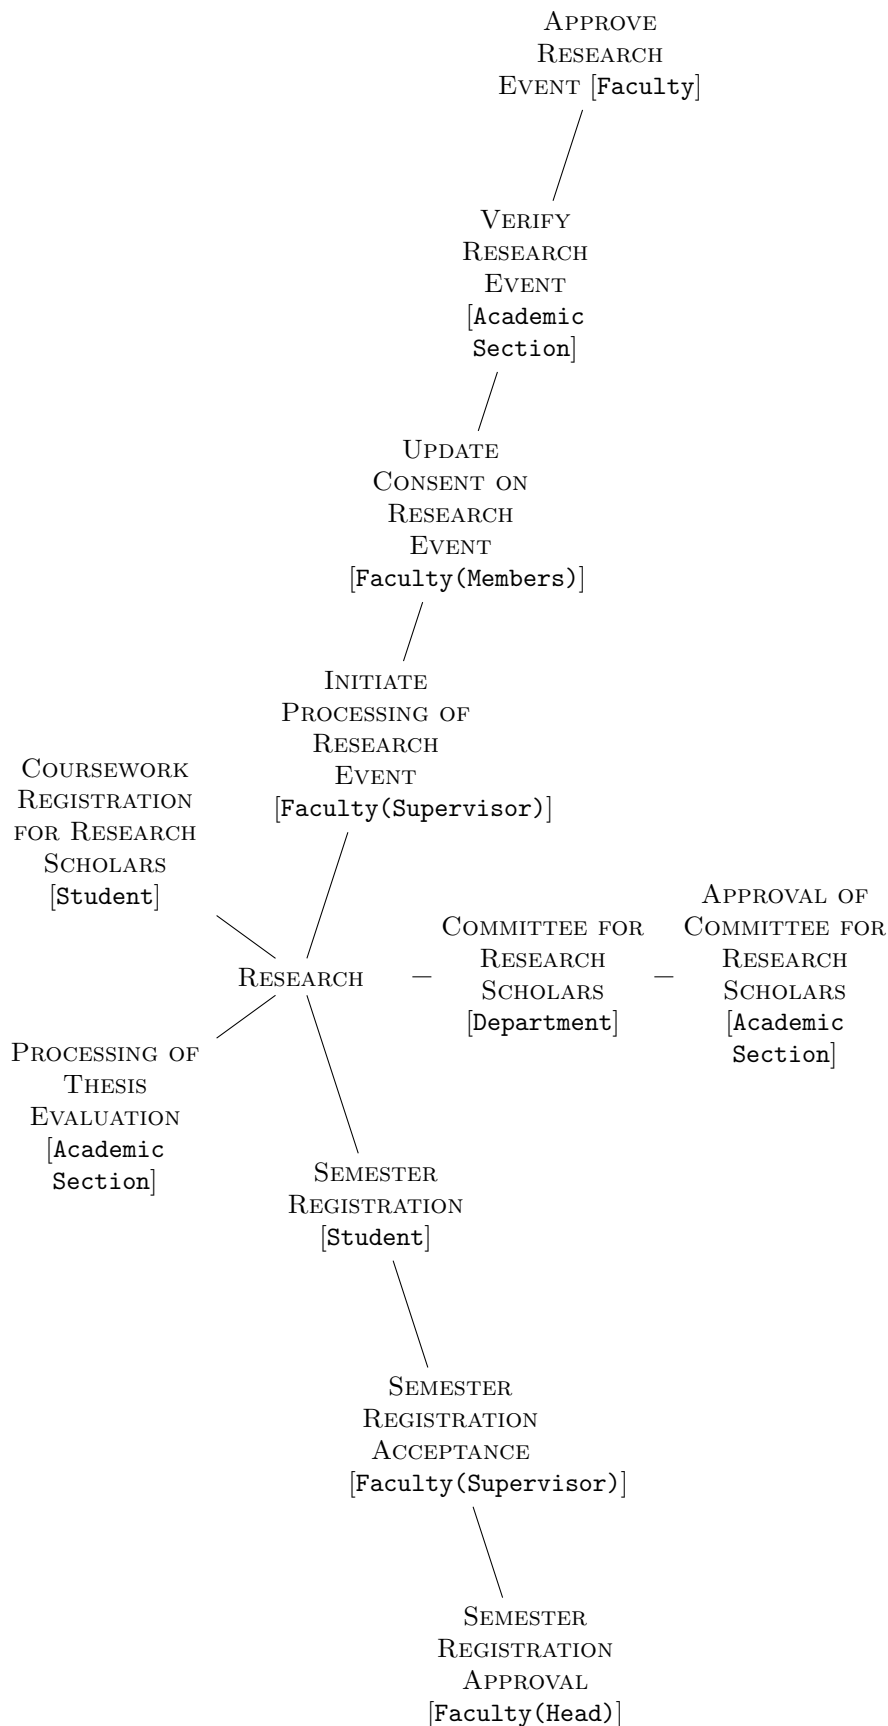 Approve
Research
Event [Faculty]
Verify
Research
Event
[Academic
Section]
Update
Consent on
Research
Event
[Faculty(Members)]
Initiate
Processing of
Research
Event
[Faculty(Supervisor)]
Coursework
Registration
for Research
Scholars
[Student]
Research
Committee for
Research
Scholars
[Department]
Approval of
Committee for
Research
Scholars
[Academic
Section]
Processing of
Thesis
Evaluation
[Academic
Section]
Semester
Registration
[Student]
Semester
Registration
Acceptance
[Faculty(Supervisor)]
Semester
Registration
Approval
[Faculty(Head)]